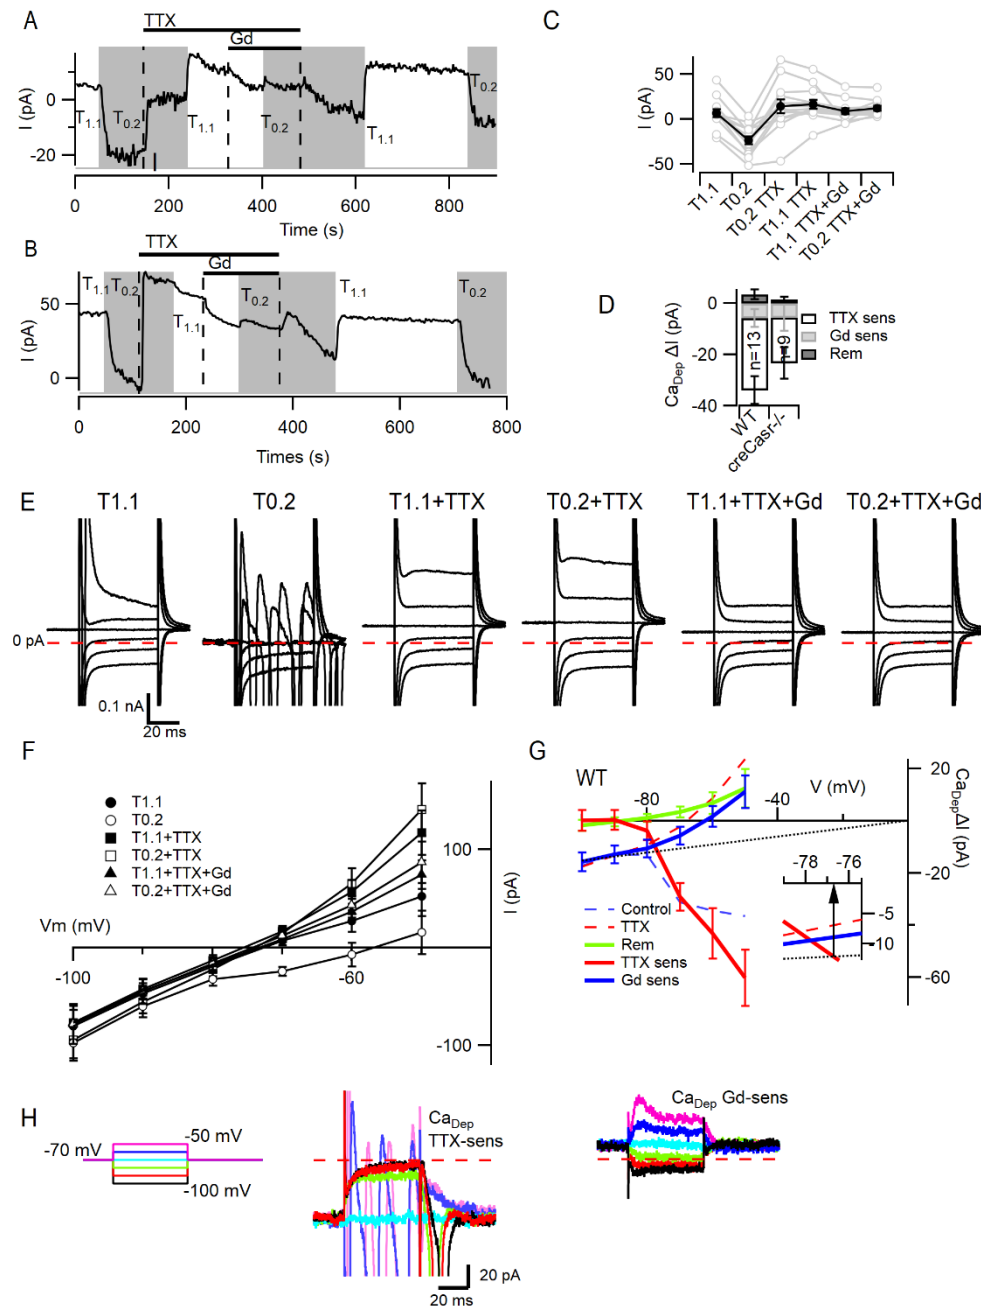 A
TTX
Gd
I (pA)
0
-20
T1.1
T0.2
T1.1
T0.2
T1.1
T0.2
0
200
400
600
800
Time (s)
B
TTX
Gd
I (pA)
50
0
T1.1
T0.2
T1.1
T0.2
T1.1
T0.2
0
200
400
600
800
Times (s)
C
I (pA)
50
0
-50
T1.1
T0.2
T0.2 TTX
T1.1 TTX
T1.1 TTX+Gd
T0.2 TTX+Gd
D
CaDep ΔI (pA)
0
-20
-40
n=13
n=9
WT
creCasr-/-
TTX sens
Gd sens
Rem
E
T1.1
T0.2
T1.1+TTX
T0.2+TTX
T1.1+TTX+Gd
T0.2+TTX+Gd
0 pA
0.1 nA
20 ms
F
T1.1
T0.2
T1.1+TTX
T0.2+TTX
T1.1+TTX+Gd
T0.2+TTX+Gd
Vm (mV)
-100
-60
100
-100
I (pA)
G
WT
V (mV)
-80
-40
20
-20
-60
CaDepΔI (pA)
Control
TTX
Rem
TTX sens
Gd sens
-78
-76
-5
-10
H
-70 mV
-50 mV
-100 mV
CaDep
TTX-sens
20 pA
20 ms
CaDep Gd-sens